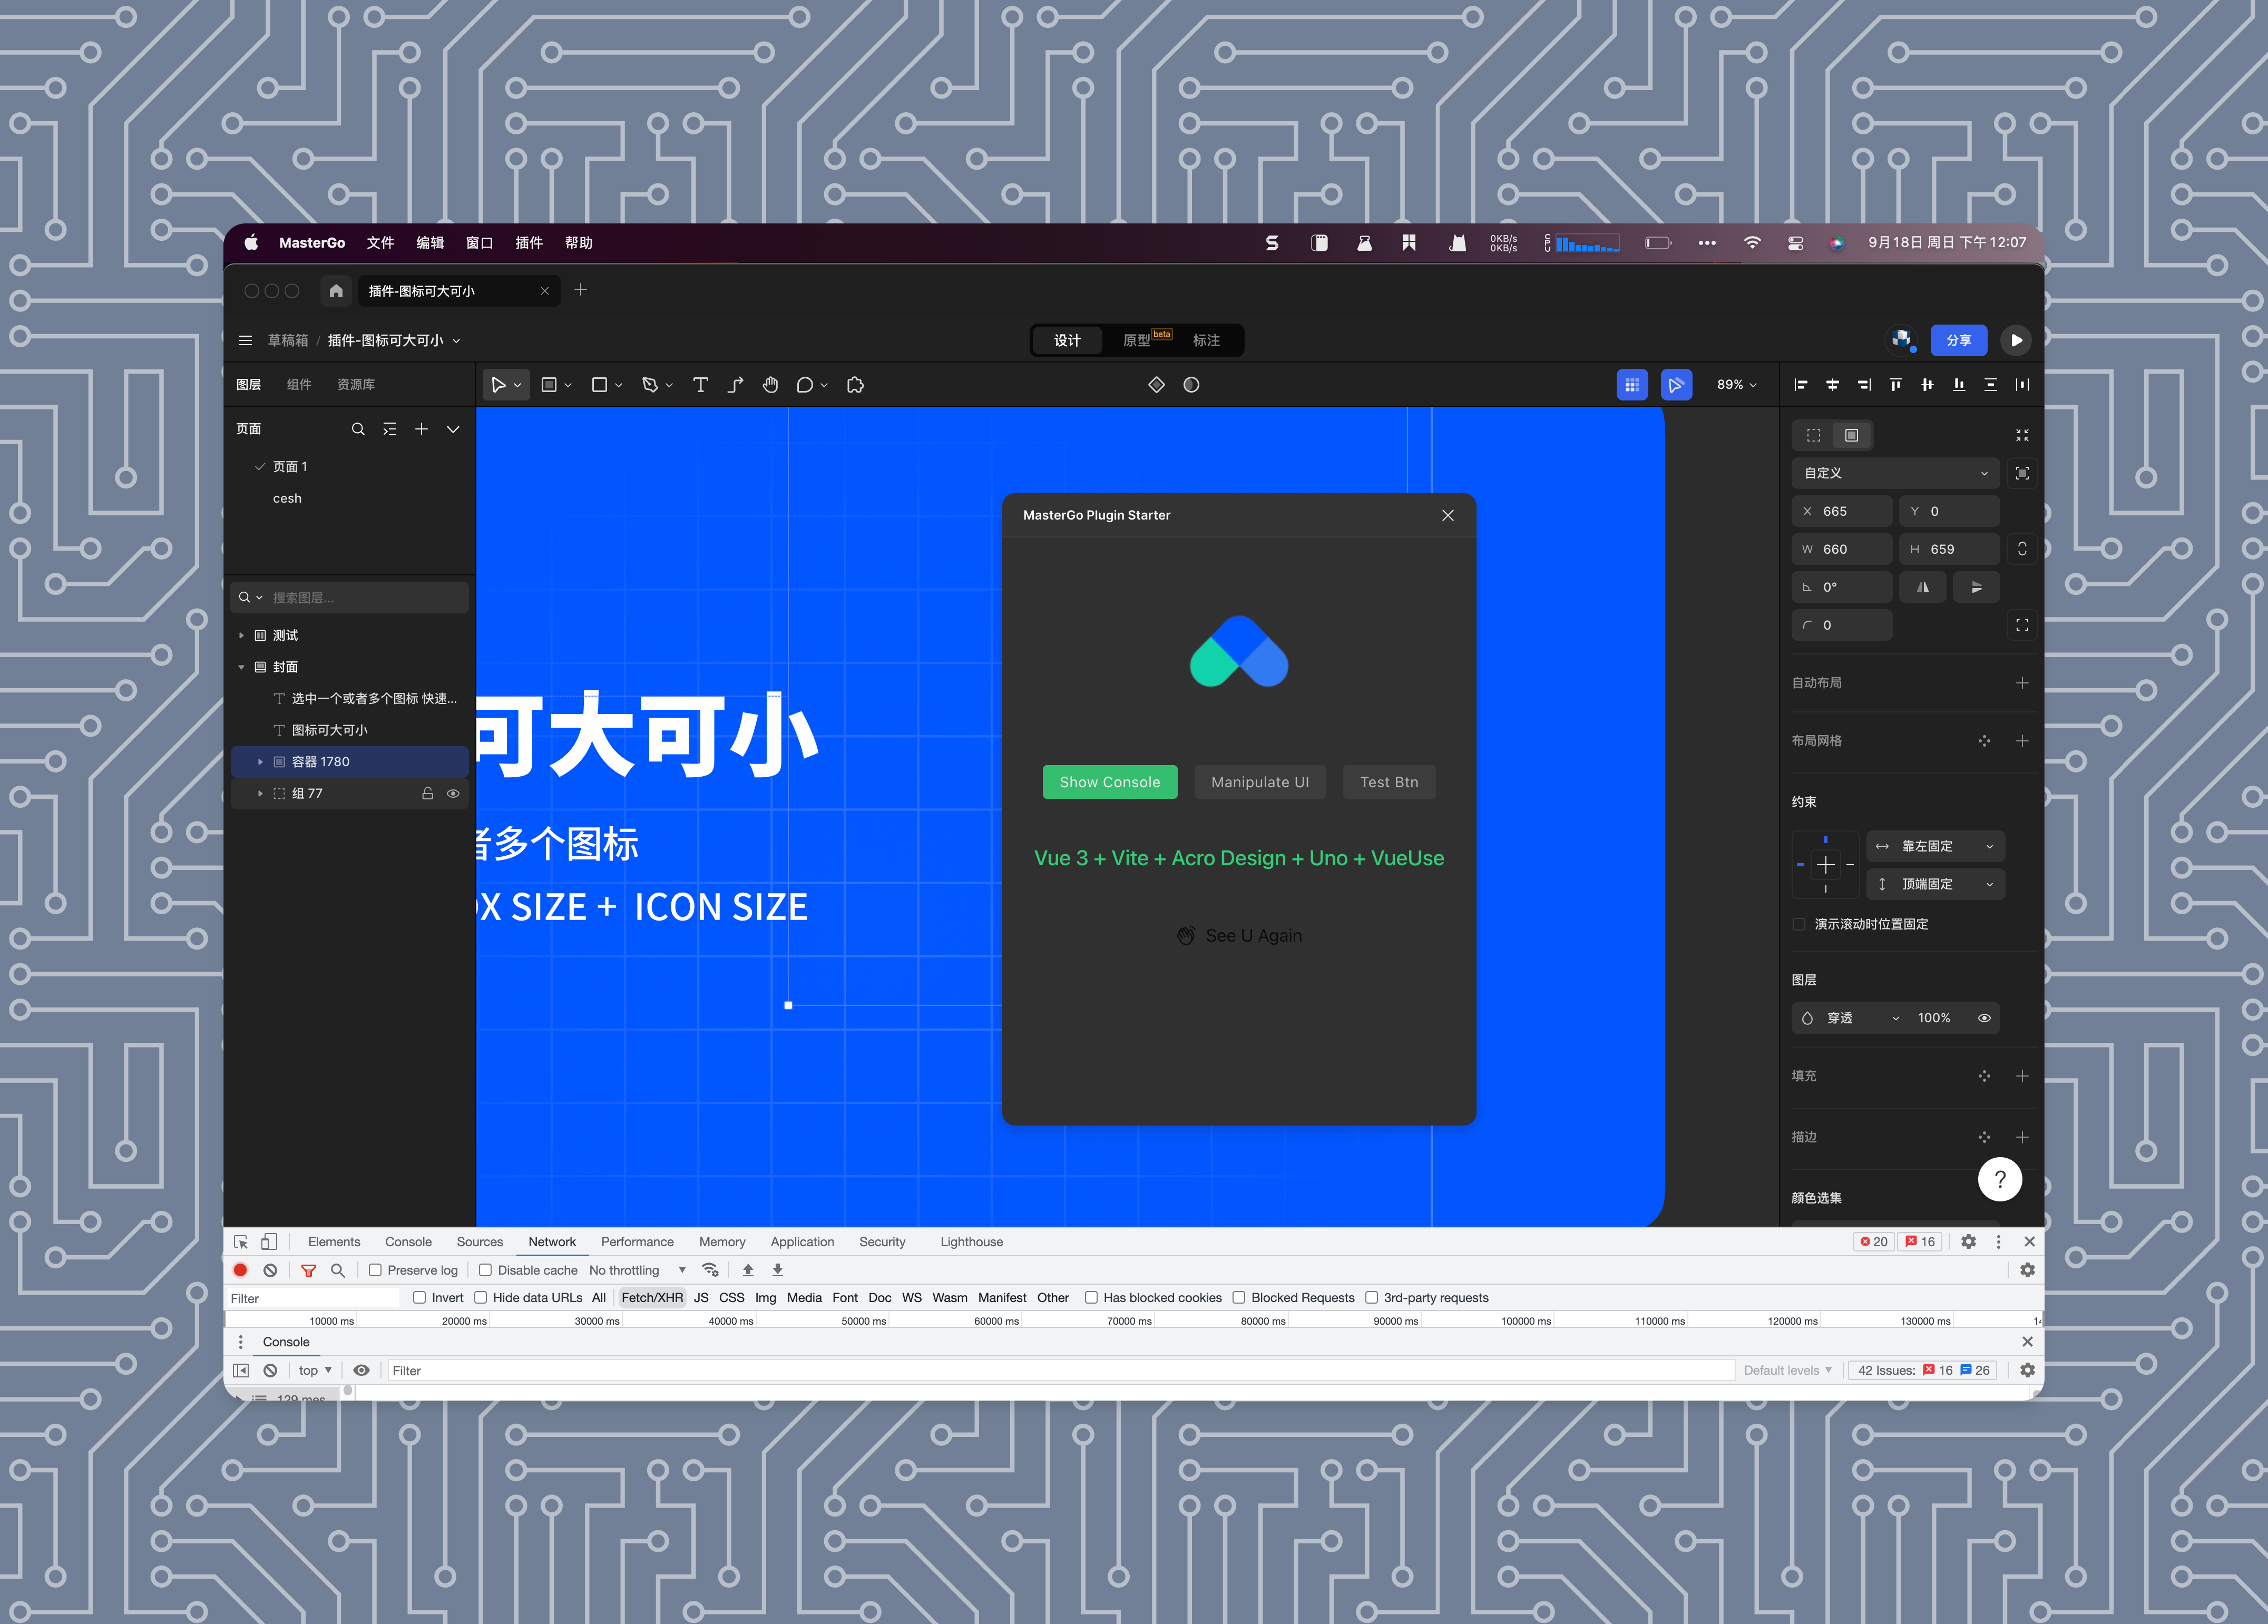 MasterGo 文件 编辑 窗口 插件 帮助
0KB/s
0KB/s
CPU
9月18日 周日 下午12:07
插件-图标可大可小
草稿箱 / 插件-图标可大可小
设计 原型 beta 标注
分享
图层 组件 资源库
89%
页面
页面 1
cesh
搜索图层...
测试
封面
选中一个或者多个图标 快速...
图标可大可小
容器 1780
组 77
可大可小
者多个图标
OX SIZE + ICON SIZE
MasterGo Plugin Starter
Show Console Manipulate UI Test Btn
Vue 3 + Vite + Acro Design + Uno + VueUse
See U Again
自定义
X 665 Y 0
W 660 H 659
0°
0
自动布局
布局网格
约束
靠左固定
顶端固定
演示滚动时位置固定
图层
穿透 100%
填充
描边
?
颜色选集
Elements Console Sources Network Performance Memory Application Security Lighthouse 20 16
Preserve log Disable cache No throttling
Filter Invert Hide data URLs All Fetch/XHR JS CSS Img Media Font Doc WS Wasm Manifest Other Has blocked cookies Blocked Requests 3rd-party requests
10000 ms 20000 ms 30000 ms 40000 ms 50000 ms 60000 ms 70000 ms 80000 ms 90000 ms 100000 ms 110000 ms 120000 ms 130000 ms
Console
top Filter Default levels 42 Issues: 16 26
129 mes